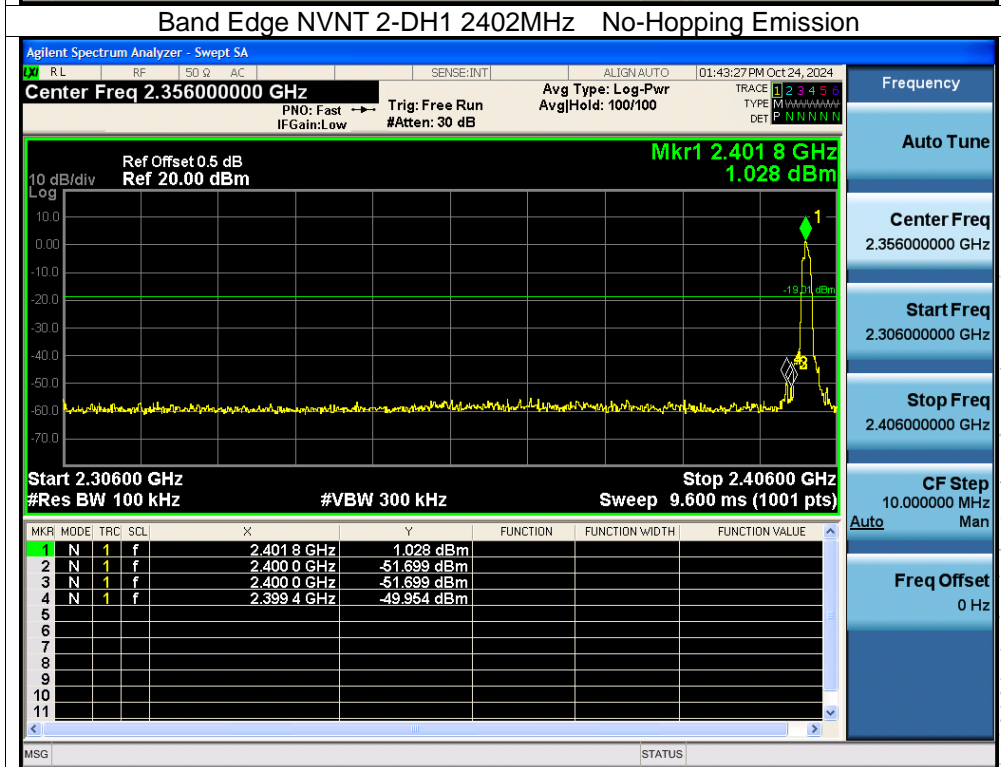 Band Edge NVNT 2-DH1 2402MHz No-Hopping Emission
Agilent Spectrum Analyzer - Swept SA
LXI RL RF 50 Ω AC SENSE:INT ALIGN AUTO 01:43:27 PM Oct 24, 2024
Center Freq 2.356000000 GHz
PNO: Fast
IFGain:Low
Trig: Free Run
#Atten: 30 dB
Avg Type: Log-Pwr
Avg|Hold: 100/100
TRACE 1 2 3 4 5 6
TYPE M WWWWW
DET P N N N N N
Ref Offset 0.5 dB
10 dB/div Ref 20.00 dBm
Log
Mkr1 2.401 8 GHz
1.028 dBm
10.0
0.00
-10.0
-20.0
-30.0
-40.0
-50.0
-60.0
-70.0
1
-19.01 dBm
Start 2.30600 GHz Stop 2.40600 GHz
#Res BW 100 kHz #VBW 300 kHz Sweep 9.600 ms (1001 pts)
MKR MODE TRC SCL X Y FUNCTION FUNCTION WIDTH FUNCTION VALUE
1 N 1 f 2.401 8 GHz 1.028 dBm
2 N 1 f 2.400 0 GHz -51.699 dBm
3 N 1 f 2.400 0 GHz -51.699 dBm
4 N 1 f 2.399 4 GHz -49.954 dBm
5
6
7
8
9
10
11
MSG STATUS
Frequency
Auto Tune
Center Freq
2.356000000 GHz
Start Freq
2.306000000 GHz
Stop Freq
2.406000000 GHz
CF Step
10.000000 MHz
Auto Man
Freq Offset
0 Hz